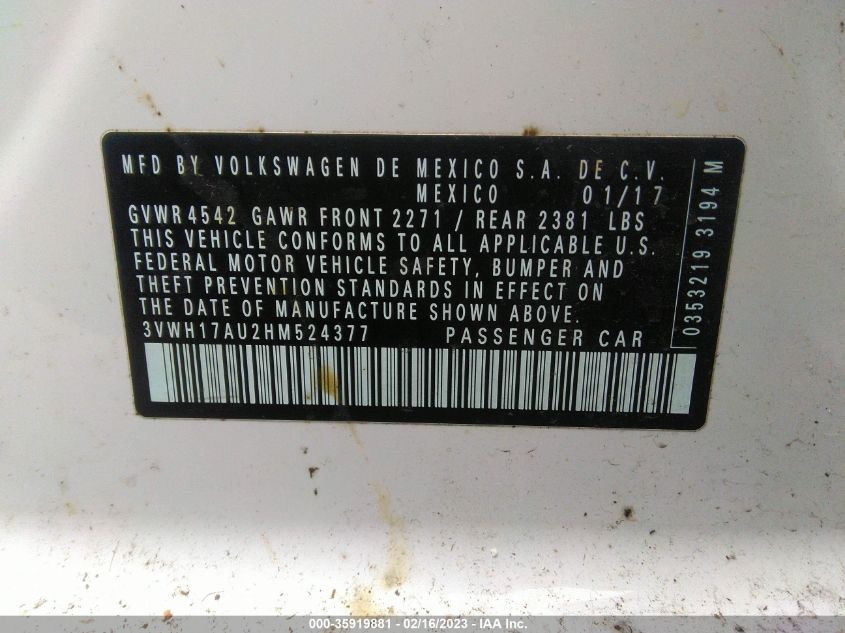 MFD BY VOLKSWAGEN DE MEXICO S.A. DE C.V.
MEXICO 01/17
GVWR 4542 GAWR FRONT 2271 / REAR 2381 LBS
THIS VEHICLE CONFORMS TO ALL APPLICABLE U.S.
FEDERAL MOTOR VEHICLE SAFETY, BUMPER AND
THEFT PREVENTION STANDARDS IN EFFECT ON
THE DATE OF MANUFACTURE SHOWN ABOVE.
3VWH17AU2HM524377 PASSENGER CAR
0353219 3194 M
000-35919881 - 02/16/2023 - IAA Inc.